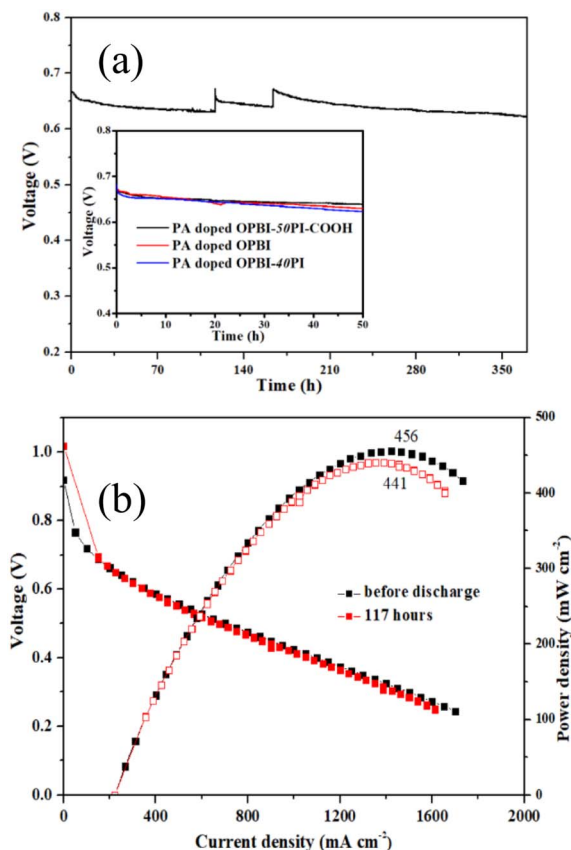 (a)
0.8
0.7
0.6
0.5
0.4
0.3
0.2
Voltage (V)
0.8
0.7
0.6
0.5
0.4
Voltage (V)
PA doped OPBI-50PI-COOH
PA doped OPBI
PA doped OPBI-40PI
0 10 20 30 40 50
Time (h)
0 70 140 210 280 350
Time (h)
(b)
1.0
0.8
0.6
0.4
0.2
0.0
Voltage (V)
456
441
before discharge
117 hours
500
400
300
200
100
0
Power density (mW cm-2)
0 400 800 1200 1600 2000
Current density (mA cm-2)